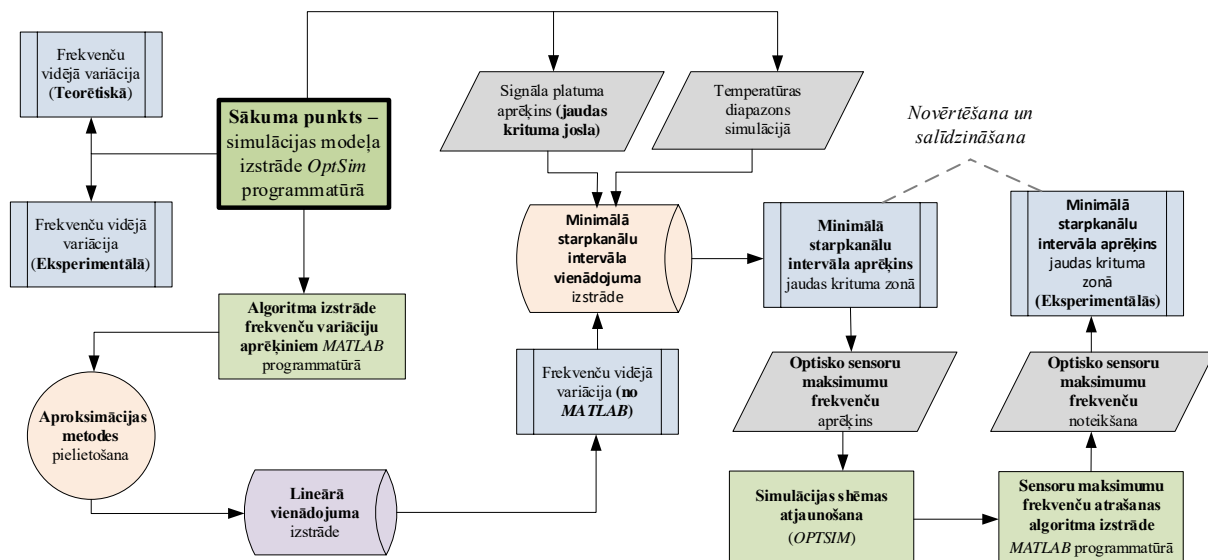 Frekvenču
vidējā variācija
(Teorētiskā)
Sākuma punkts –
simulācijas modeļa
izstrāde OptSim
programmatūrā
Signāla platuma
aprēķins (jaudas
krituma josla)
Temperatūras
diapazons
simulācijā
Novērtēšana un
salīdzināšana
Frekvenču vidējā
variācija
(Eksperimentālā)
Minimālā
starpkanālu
intervāla
vienādojuma
izstrāde
Minimālā
starpkanālu
intervāla aprēķins
jaudas krituma zonā
Minimālā
starpkanālu
intervāla aprēķins
jaudas krituma
zonā
(Eksperimentālās)
Algoritma izstrāde
frekvenču variāciju
aprēķiniem MATLAB
programmatūrā
Frekvenču vidējā
variācija (no
MATLAB)
Optisko sensoru
maksimumu
frekvenču
aprēķins
Optisko sensoru
maksimumu
frekvenču
noteikšana
Aproksimācijas
metodes
pielietošana
Lineārā
vienādojuma
izstrāde
Simulācijas shēmas
atjaunošana
(OPTSIM)
Sensoru maksimumu
frekvenču atrašanas
algoritma izstrāde
MATLAB programmatūrā